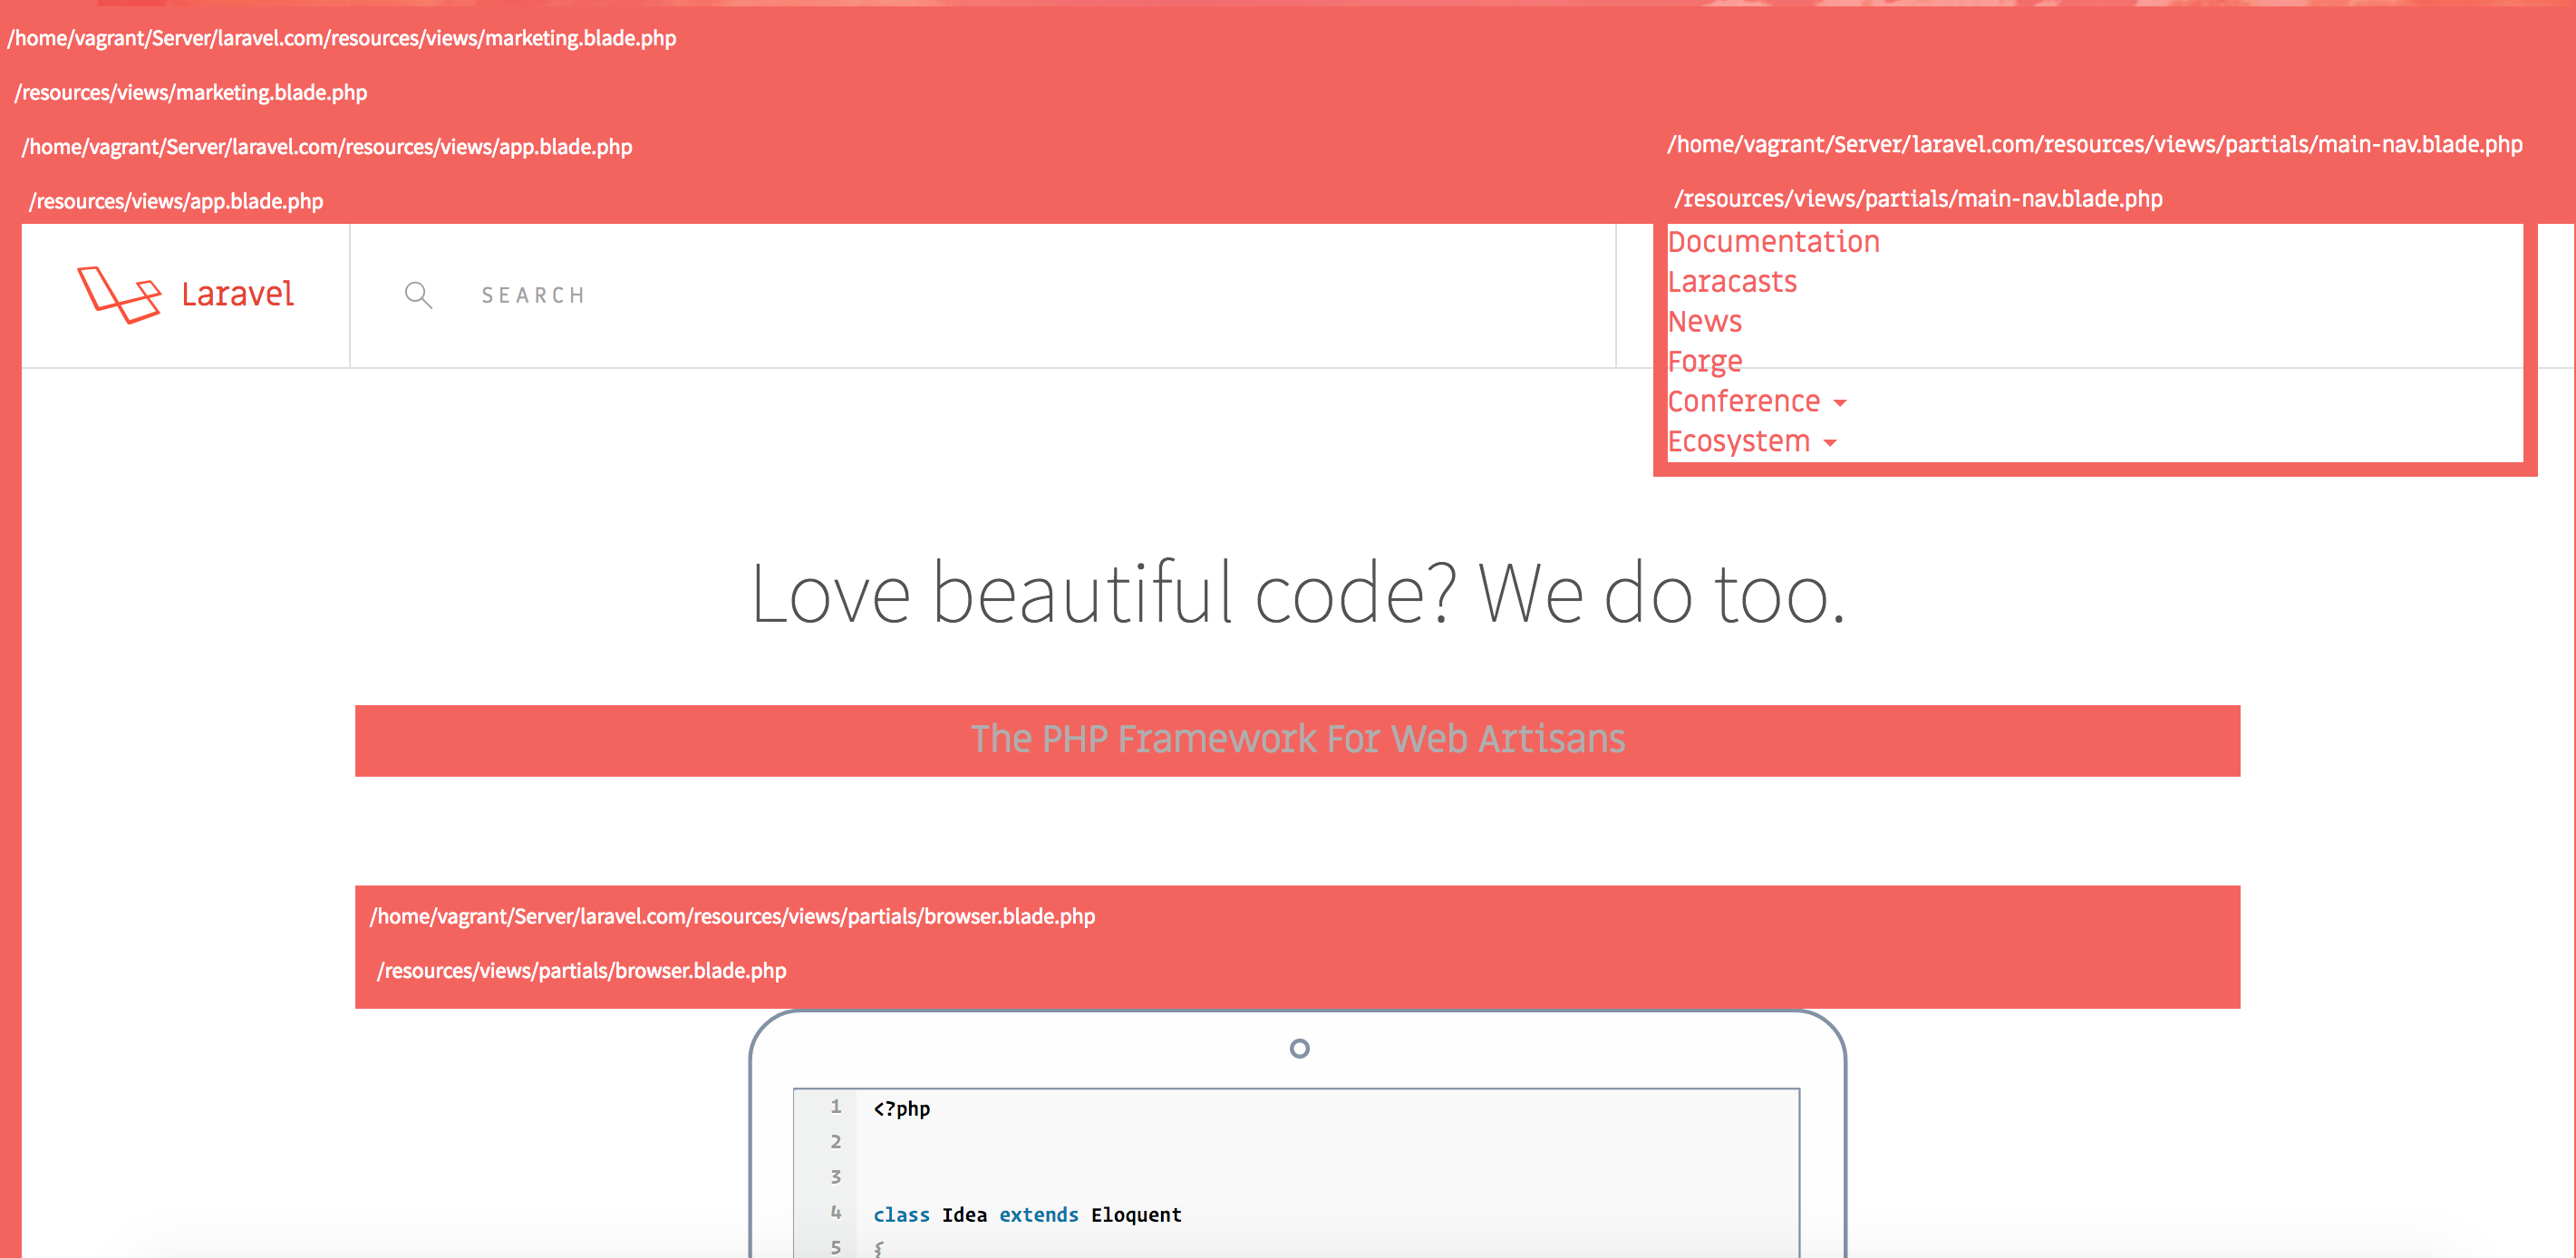 /home/vagrant/Server/laravel.com/resources/views/marketing.blade.php
/resources/views/marketing.blade.php
/home/vagrant/Server/laravel.com/resources/views/app.blade.php
/resources/views/app.blade.php
/home/vagrant/Server/laravel.com/resources/views/partials/main-nav.blade.php
/resources/views/partials/main-nav.blade.php
Laravel
SEARCH
Documentation
Laracasts
News
Forge
Conference
Ecosystem
Love beautiful code? We do too.
The PHP Framework For Web Artisans
/home/vagrant/Server/laravel.com/resources/views/partials/browser.blade.php
/resources/views/partials/browser.blade.php
1 <?php
2
3
4 class Idea extends Eloquent
5 {